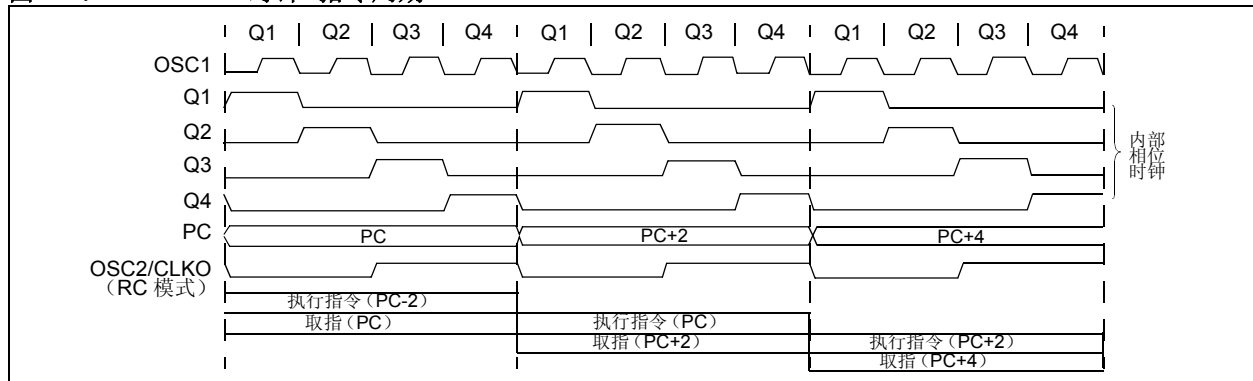 Q1 Q2 Q3 Q4 Q1 Q2 Q3 Q4 Q1 Q2 Q3 Q4
OSC1
Q1
Q2
Q3
Q4
内部
相位
时钟
PC PC PC+2 PC+4
OSC2/CLKO
（RC 模式）
执行指令（PC-2）
取指（PC） 执行指令（PC）
取指（PC+2） 执行指令（PC+2）
取指（PC+4）